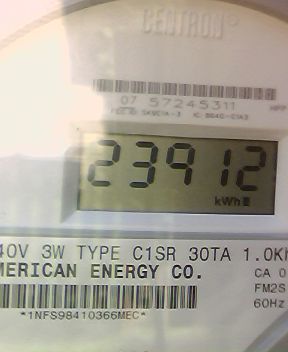 CENTRON®
07 57245311
23912
kWh
40V 3W TYPE C1SR 30TA 1.0Kh
MERICAN ENERGY CO.
CA 0
FM2S
60Hz
*1NFS98410366MEC*